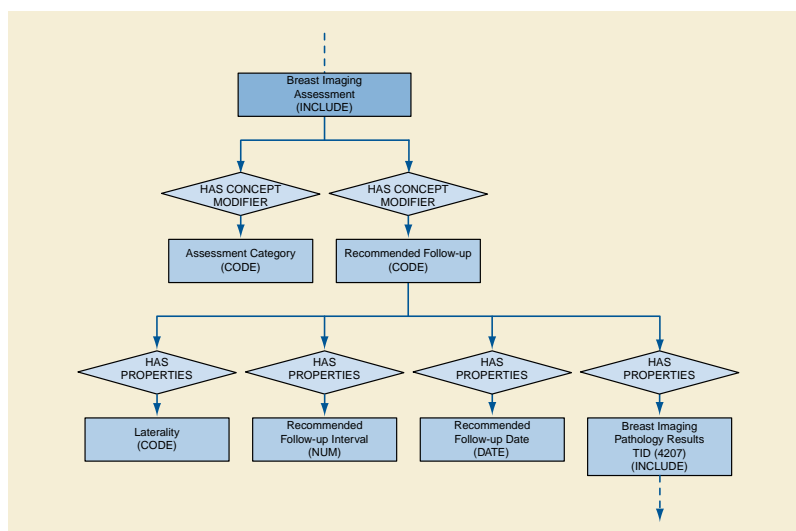 Breast Imaging
Assessment
(INCLUDE)
HAS CONCEPT
MODIFIER
HAS CONCEPT
MODIFIER
Assessment Category
(CODE)
Recommended Follow-up
(CODE)
HAS
PROPERTIES
HAS
PROPERTIES
HAS
PROPERTIES
HAS
PROPERTIES
Laterality
(CODE)
Recommended
Follow-up Interval
(NUM)
Recommended
Follow-up Date
(DATE)
Breast Imaging
Pathology Results
TID (4207)
(INCLUDE)